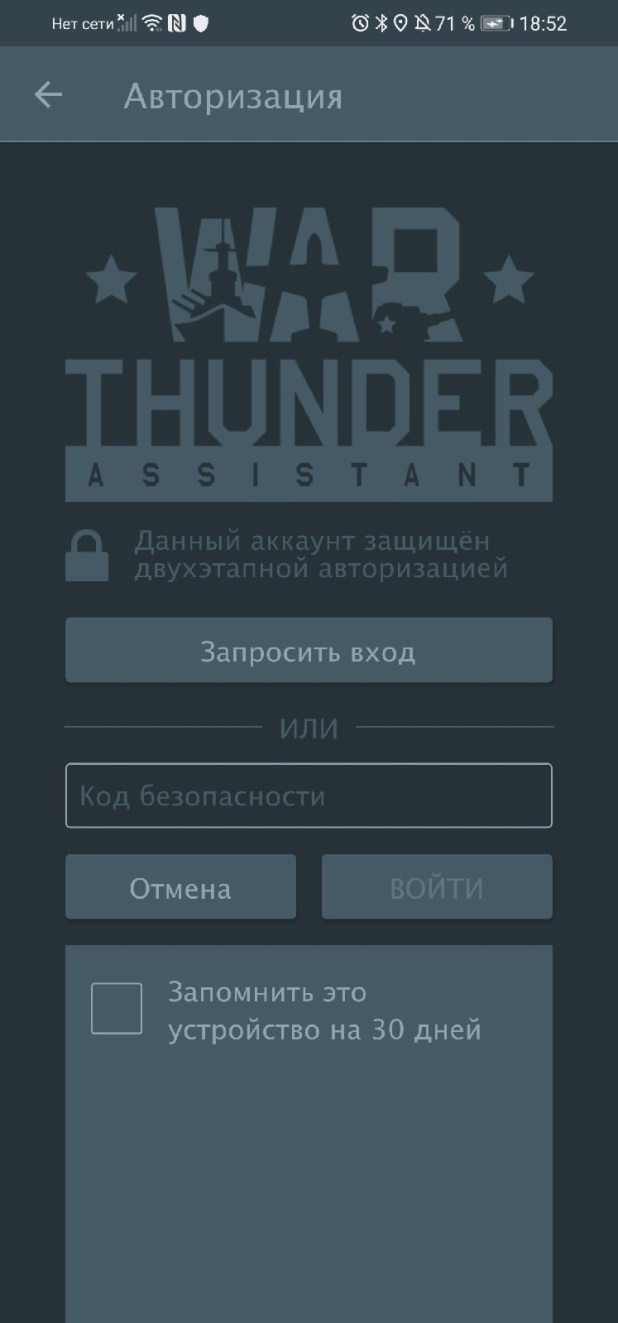 Нет сети 71 % 18:52
Авторизация
WAR
THUNDER
ASSISTANT
Данный аккаунт защищён
двухэтапной авторизацией
Запросить вход
ИЛИ
Код безопасности
Отмена ВОЙТИ
Запомнить это
устройство на 30 дней